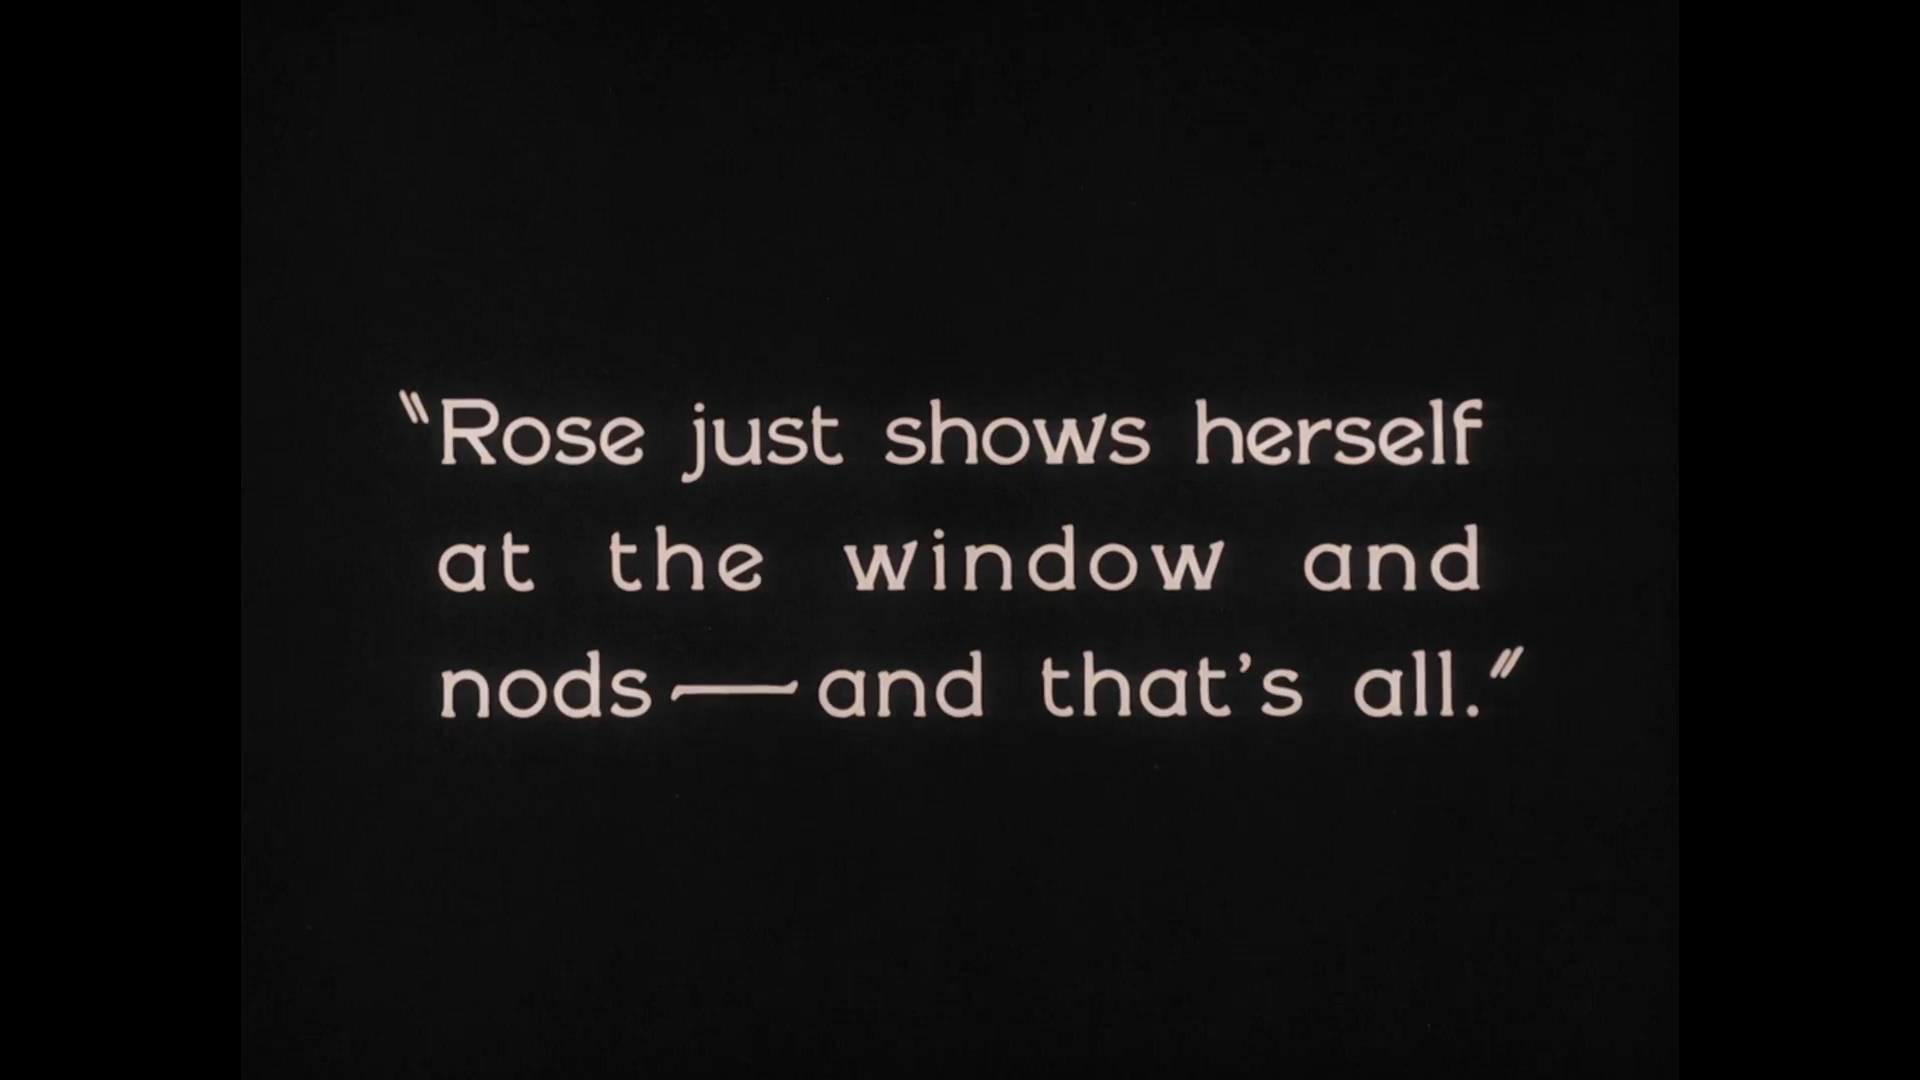 "Rose just shows herself
at the window and
nods—and that's all."